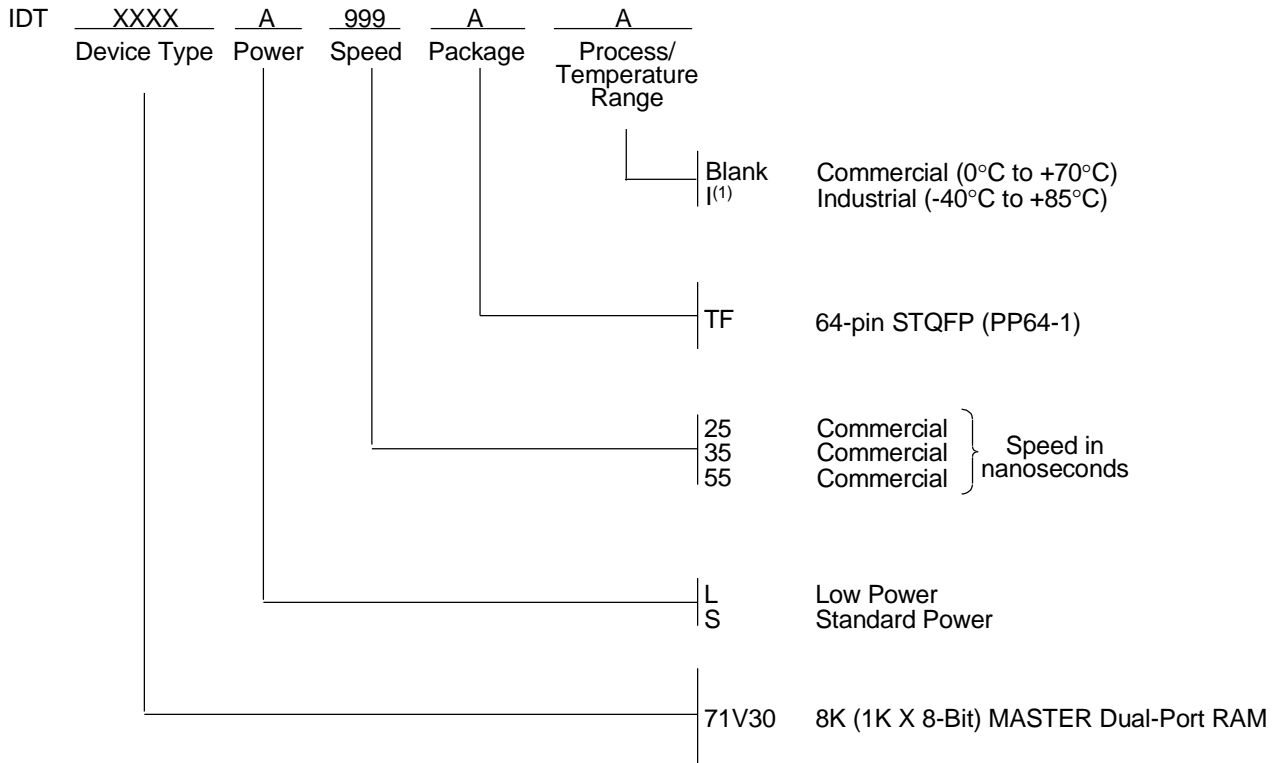 IDT XXXX A 999 A A
Device Type Power Speed Package Process/
Temperature
Range
Blank Commercial (0°C to +70°C)
I(1) Industrial (-40°C to +85°C)
TF 64-pin STQFP (PP64-1)
25 Commercial
35 Commercial Speed in
55 Commercial nanoseconds
L Low Power
S Standard Power
71V30 8K (1K X 8-Bit) MASTER Dual-Port RAM